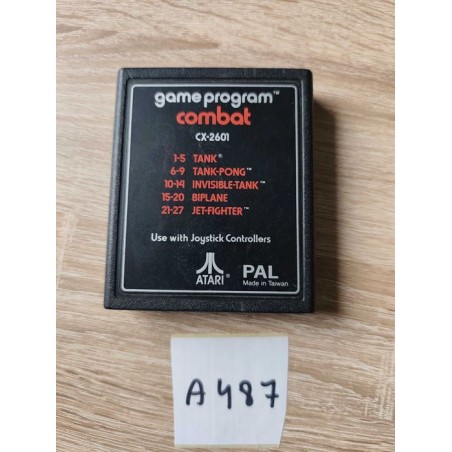 game program™
combat
CX-2601
1-5 TANK®
6-9 TANK-PONG™
10-14 INVISIBLE-TANK™
15-20 BIPLANE
21-27 JET-FIGHTER™
Use with Joystick Controllers
ATARI® PAL
Made in Taiwan
A487